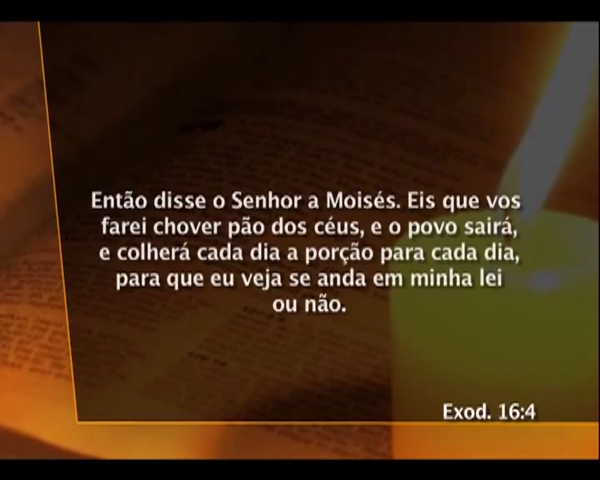 Então disse o Senhor a Moisés. Eis que vos
farei chover pão dos céus, e o povo sairá,
e colherá cada dia a porção para cada dia,
para que eu veja se anda em minha lei
ou não.
Exod. 16:4